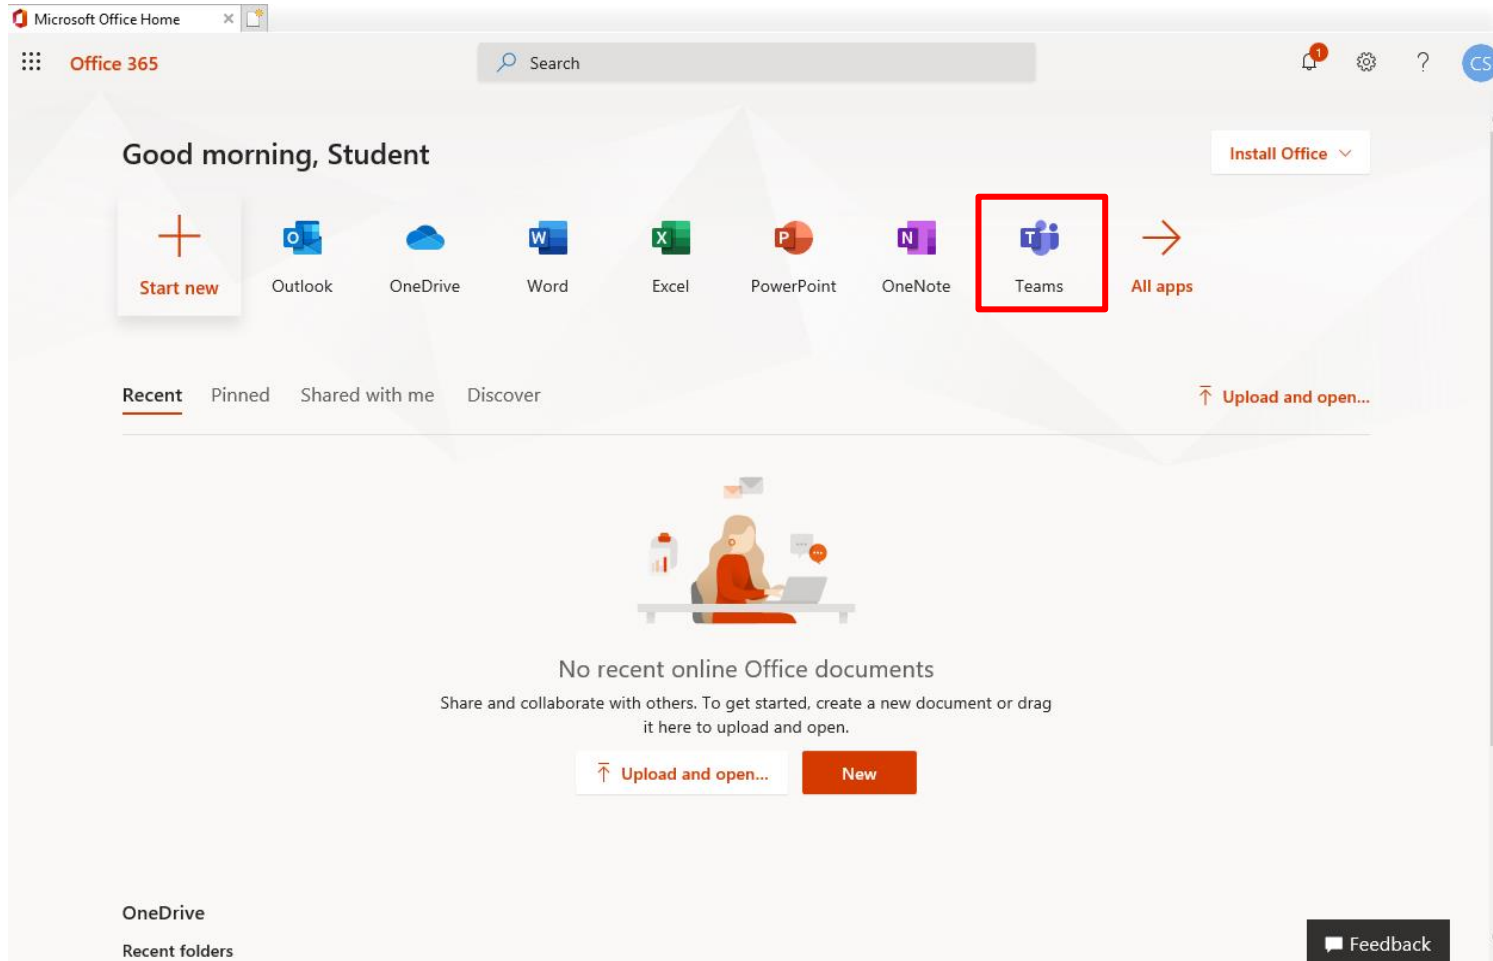 Microsoft Office Home
Office 365
Search
1
?
CS
Good morning, Student
Install Office
Start new
Outlook
OneDrive
Word
Excel
PowerPoint
OneNote
Teams
All apps
Recent Pinned Shared with me Discover
Upload and open...
No recent online Office documents
Share and collaborate with others. To get started, create a new document or drag
it here to upload and open.
Upload and open...
New
OneDrive
Recent folders
Feedback